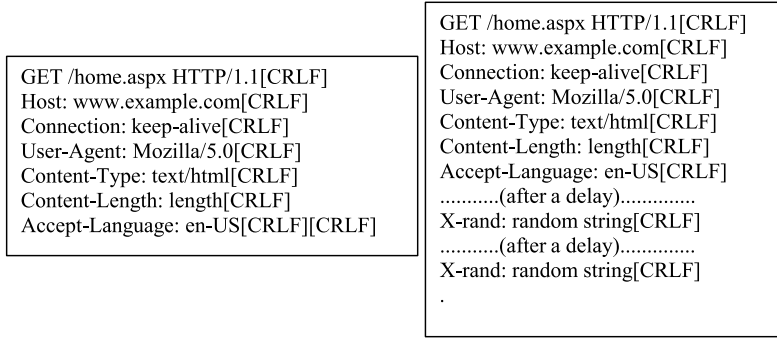 GET /home.aspx HTTP/1.1[CRLF]
Host: www.example.com[CRLF]
Connection: keep-alive[CRLF]
User-Agent: Mozilla/5.0[CRLF]
Content-Type: text/html[CRLF]
Content-Length: length[CRLF]
Accept-Language: en-US[CRLF][CRLF]
GET /home.aspx HTTP/1.1[CRLF]
Host: www.example.com[CRLF]
Connection: keep-alive[CRLF]
User-Agent: Mozilla/5.0[CRLF]
Content-Type: text/html[CRLF]
Content-Length: length[CRLF]
Accept-Language: en-US[CRLF]
...........(after a delay)..............
X-rand: random string[CRLF]
...........(after a delay)..............
X-rand: random string[CRLF]
.